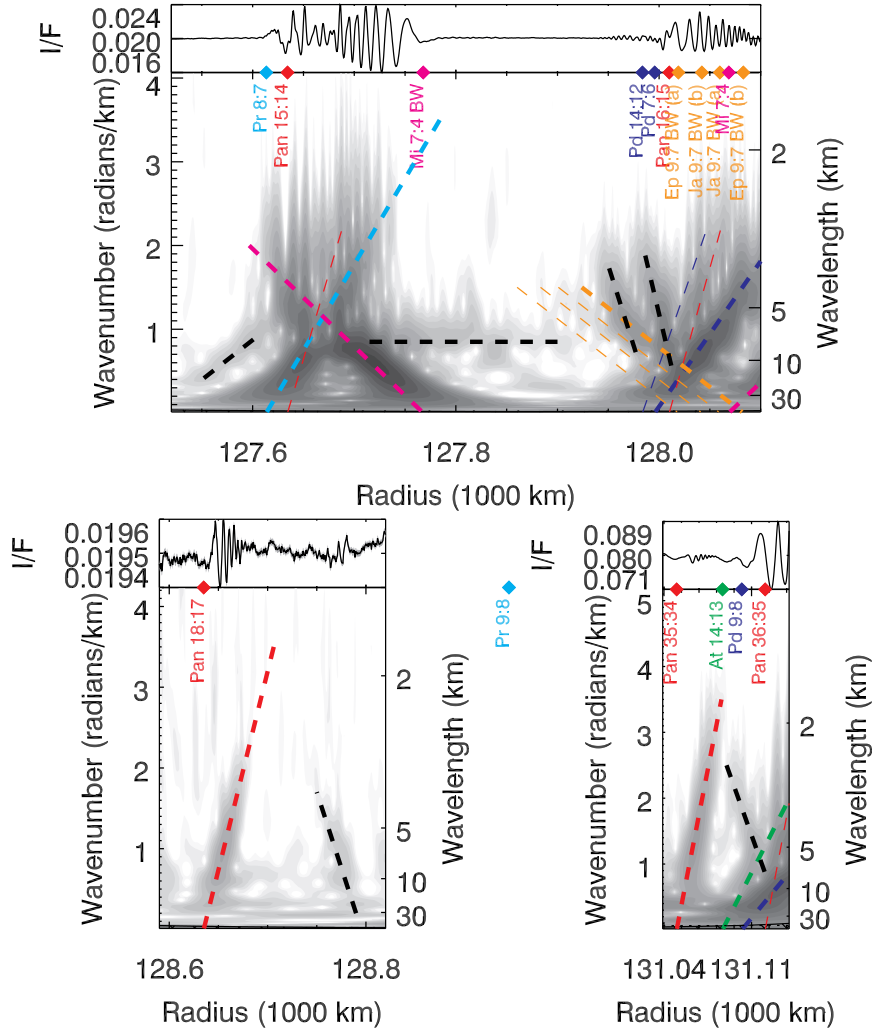 I/F
0.024
0.020
0.016
Pr 8:7
Pan 15:14
Mi 7:4 BW
Pd 14:12
Pd 7:6
Pan 16:15
Ep 9:7 BW (a)
Ja 9:7 BW (b)
Ja 9:7 BW (a)
Mi 7:4
Ep 9:7 BW (b)
Wavenumber (radians/km)
4
3
2
1
2
5
10
30
Wavelength (km)
127.6
127.8
128.0
Radius (1000 km)
I/F
0.0196
0.0195
0.0194
Pan 18:17
Pr 9:8
Wavenumber (radians/km)
4
3
2
1
2
5
10
30
Wavelength (km)
128.6
128.8
Radius (1000 km)
I/F
0.089
0.080
0.071
Pan 35:34
At 14:13
Pd 9:8
Pan 36:35
Wavenumber (radians/km)
5
4
3
2
1
2
5
10
30
Wavelength (km)
131.04
131.11
Radius (1000 km)